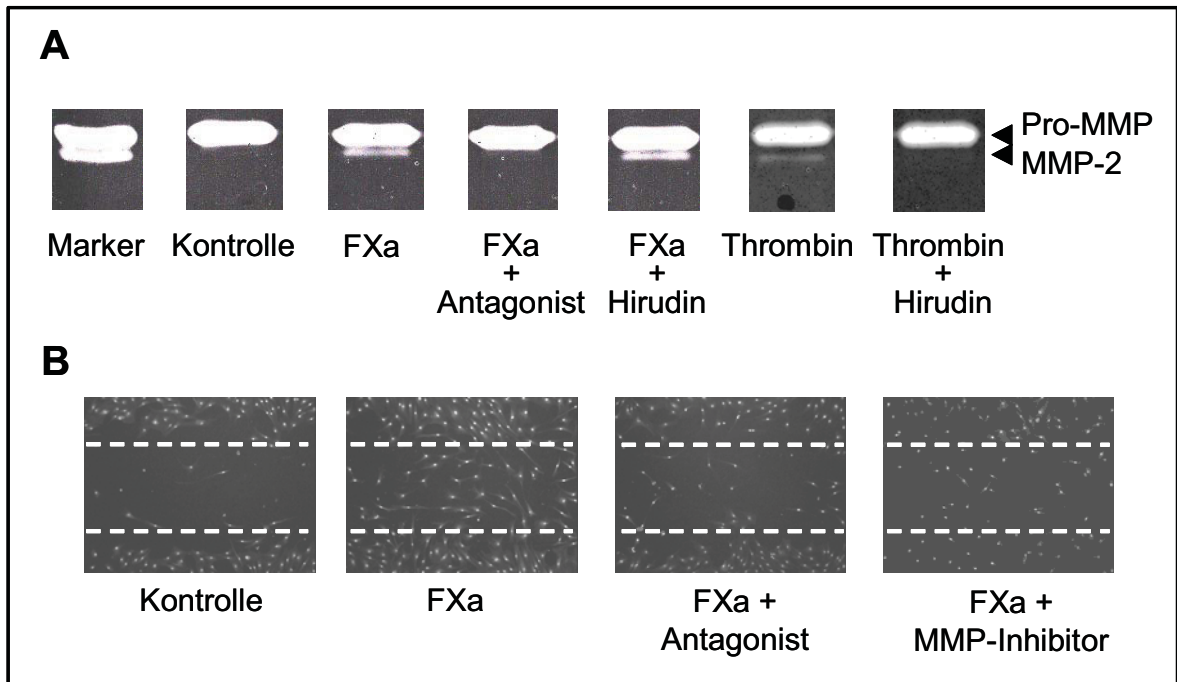 A
Pro-MMP
MMP-2
Marker
Kontrolle
FXa
FXa
+
Antagonist
FXa
+
Hirudin
Thrombin
Thrombin
+
Hirudin
B
Kontrolle
FXa
FXa +
Antagonist
FXa +
MMP-Inhibitor